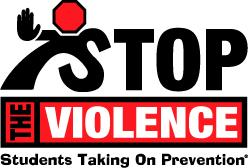 STOP
THE VIOLENCE
Students Taking On Prevention